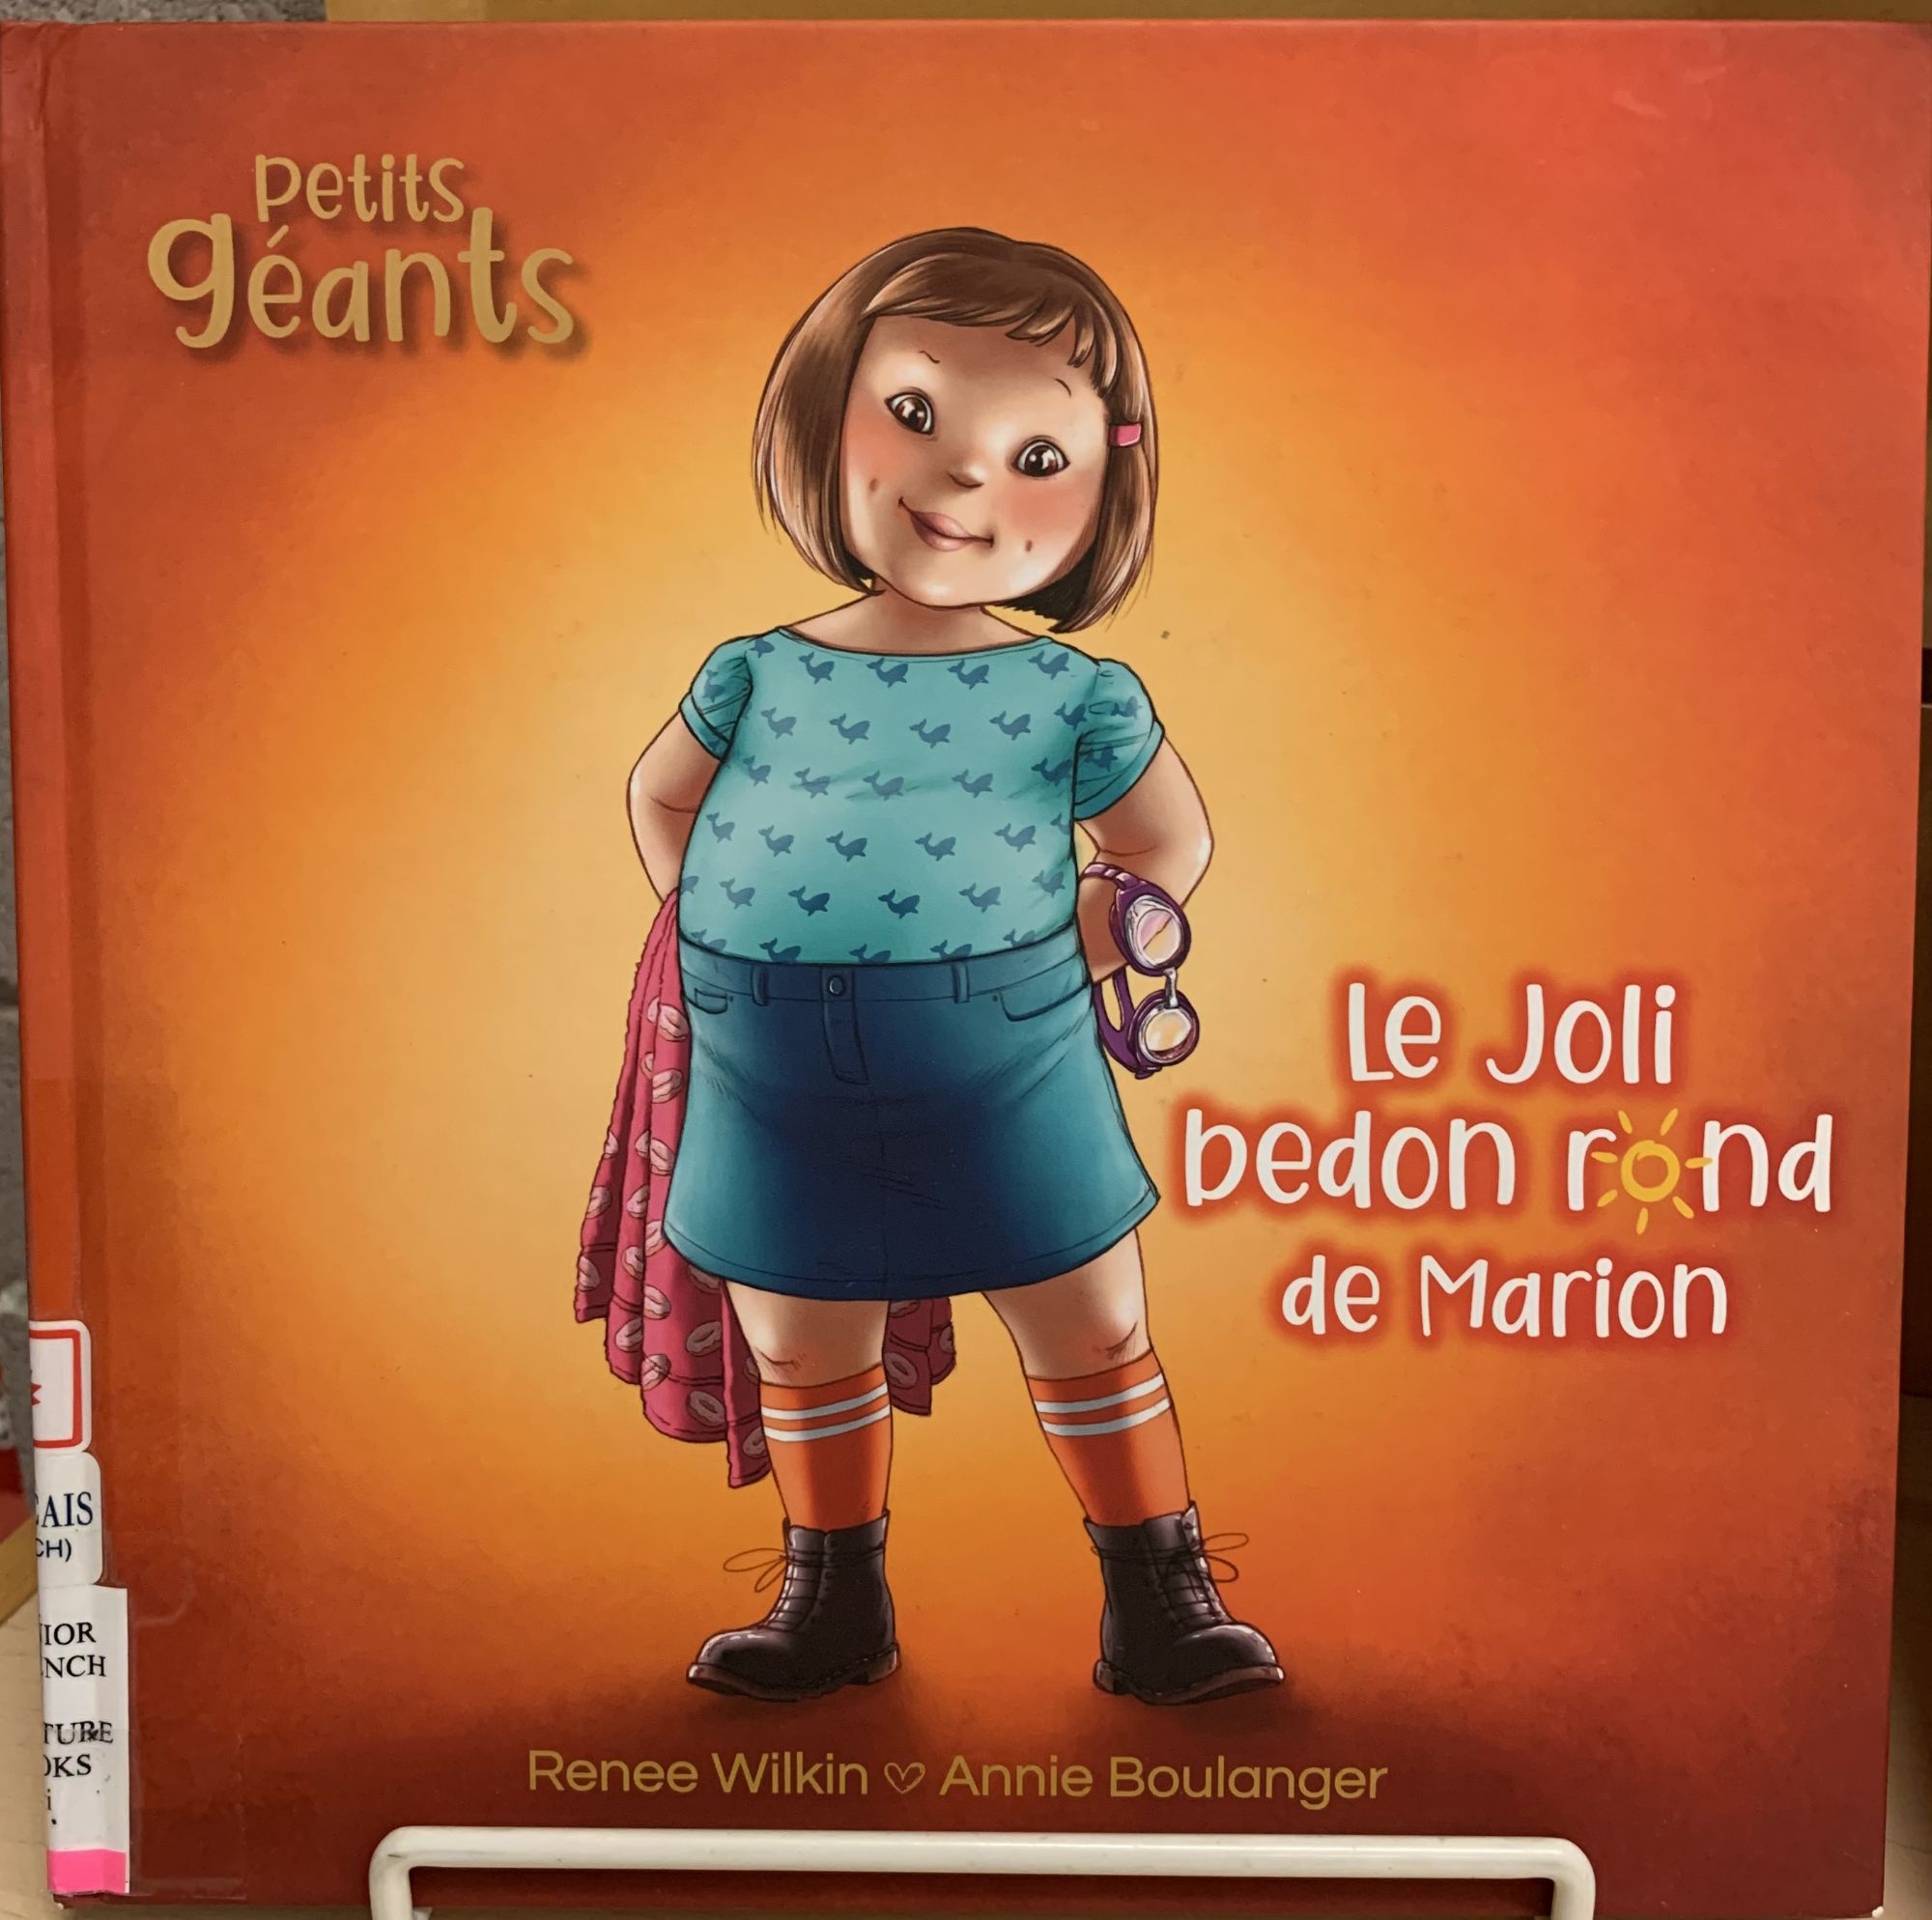 Petits
géants
Le Joli
bedon rond
de Marion
Renee Wilkin Annie Boulanger